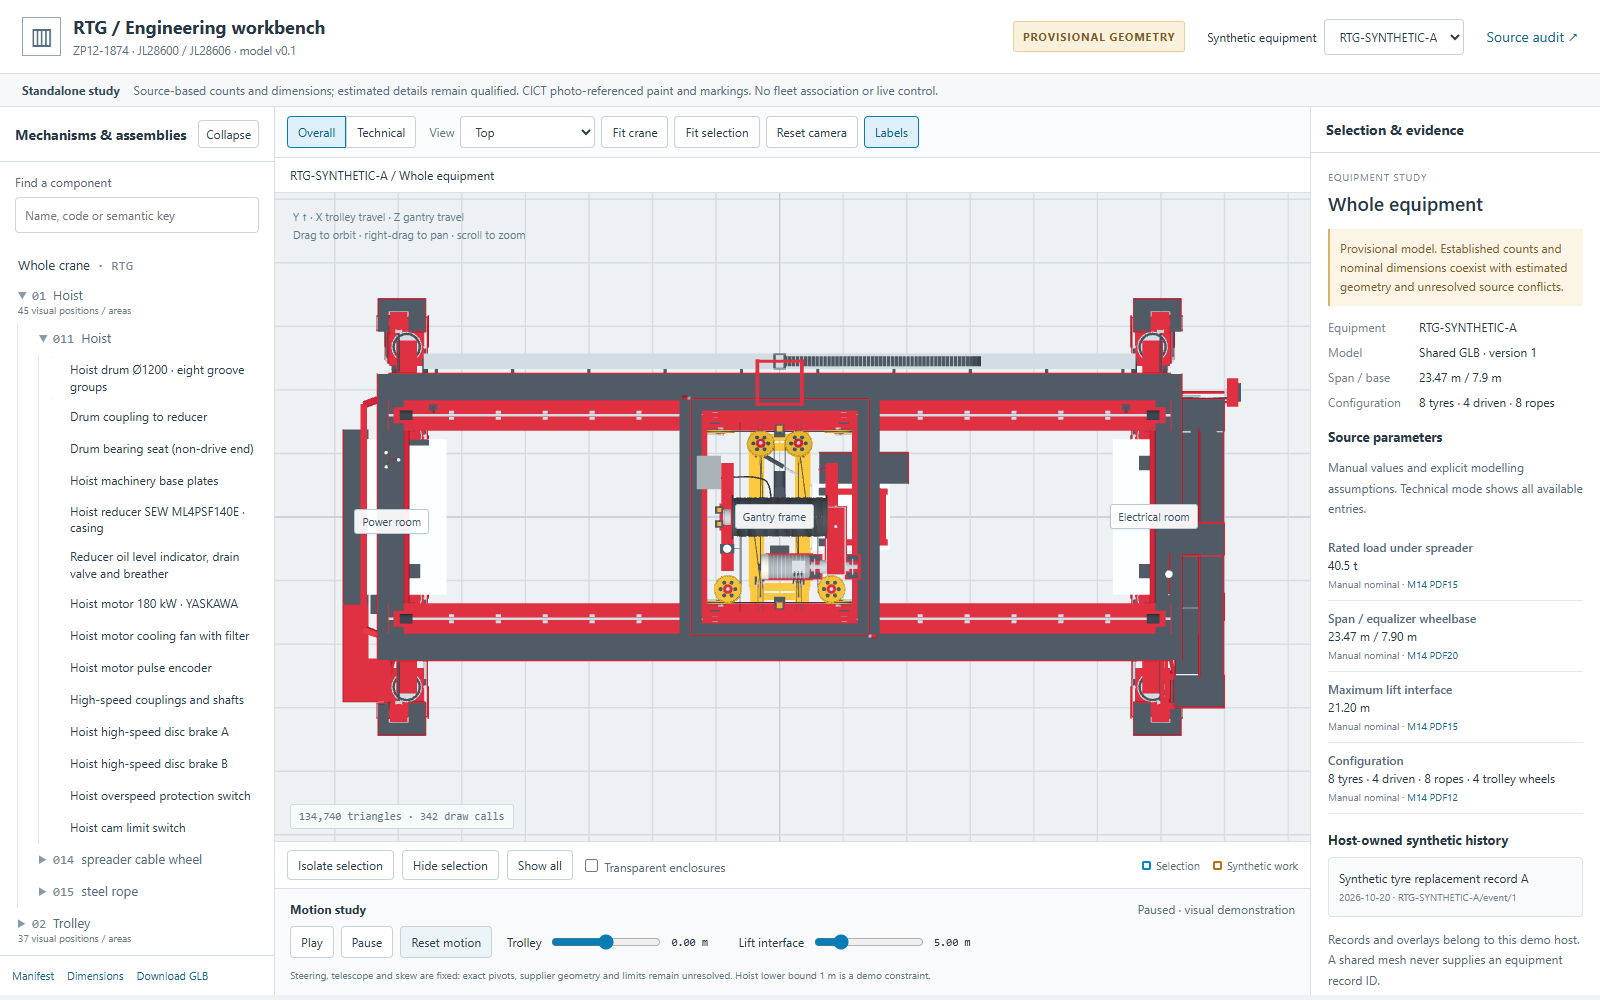 RTG / Engineering workbench
ZP12-1874 · JL28600 / JL28606 · model v0.1
PROVISIONAL GEOMETRY
Synthetic equipment
RTG-SYNTHETIC-A
Source audit ↗
Standalone study
Source-based counts and dimensions; estimated details remain qualified. CICT photo-referenced paint and markings. No fleet association or live control.
Mechanisms & assemblies
Collapse
Find a component
Name, code or semantic key
Whole crane · RTG
▼ 01 Hoist
45 visual positions / areas
▼ 011 Hoist
Hoist drum Ø1200 · eight groove
groups
Drum coupling to reducer
Drum bearing seat (non-drive end)
Hoist machinery base plates
Hoist reducer SEW ML4PSF140E ·
casing
Reducer oil level indicator, drain
valve and breather
Hoist motor 180 kW · YASKAWA
Hoist motor cooling fan with filter
Hoist motor pulse encoder
High-speed couplings and shafts
Hoist high-speed disc brake A
Hoist high-speed disc brake B
Hoist overspeed protection switch
Hoist cam limit switch
▶ 014 spreader cable wheel
▶ 015 steel rope
▶ 02 Trolley
37 visual positions / areas
Manifest
Dimensions
Download GLB
Overall
Technical
View
Top
Fit crane
Fit selection
Reset camera
Labels
RTG-SYNTHETIC-A / Whole equipment
Y ↑ · X trolley travel · Z gantry travel
Drag to orbit · right-drag to pan · scroll to zoom
Power room
Gantry frame
Electrical room
134,740 triangles · 342 draw calls
Isolate selection
Hide selection
Show all
Transparent enclosures
Selection
Synthetic work
Motion study
Paused · visual demonstration
Play
Pause
Reset motion
Trolley
0.00 m
Lift interface
5.00 m
Steering, telescope and skew are fixed: exact pivots, supplier geometry and limits remain unresolved. Hoist lower bound 1 m is a demo constraint.
Selection & evidence
EQUIPMENT STUDY
Whole equipment
Provisional model. Established counts and
nominal dimensions coexist with estimated
geometry and unresolved source conflicts.
Equipment RTG-SYNTHETIC-A
Model Shared GLB · version 1
Span / base 23.47 m / 7.9 m
Configuration 8 tyres · 4 driven · 8 ropes
Source parameters
Manual values and explicit modelling
assumptions. Technical mode shows all available
entries.
Rated load under spreader
40.5 t
Manual nominal · M14 PDF15
Span / equalizer wheelbase
23.47 m / 7.90 m
Manual nominal · M14 PDF20
Maximum lift interface
21.20 m
Manual nominal · M14 PDF15
Configuration
8 tyres · 4 driven · 8 ropes · 4 trolley wheels
Manual nominal · M14 PDF12
Host-owned synthetic history
Synthetic tyre replacement record A
2026-10-20 · RTG-SYNTHETIC-A/event/1
Records and overlays belong to this demo host.
A shared mesh never supplies an equipment
record ID.